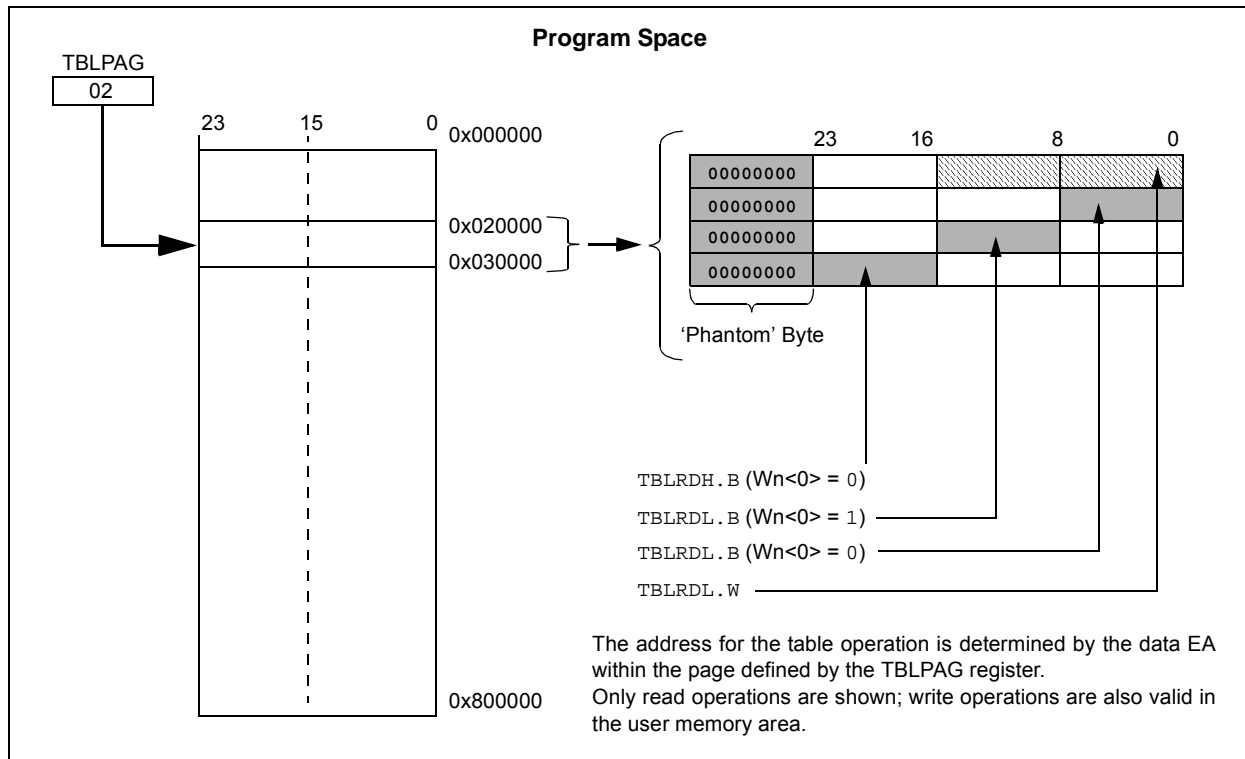 Program Space
TBLPAG
02
23 15 0
0x000000
0x020000
0x030000
0x800000
23 16 8 0
00000000
00000000
00000000
00000000
‘Phantom’ Byte
TBLRDH.B (Wn<0> = 0)
TBLRDL.B (Wn<0> = 1)
TBLRDL.B (Wn<0> = 0)
TBLRDL.W
The address for the table operation is determined by the data EA
within the page defined by the TBLPAG register.
Only read operations are shown; write operations are also valid in
the user memory area.